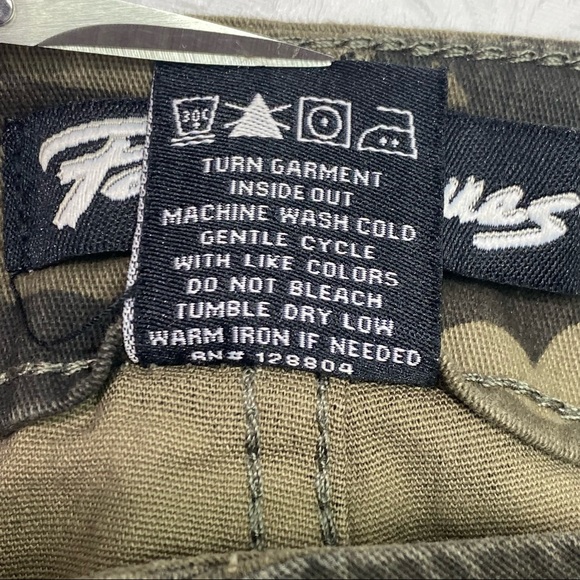 30C
TURN GARMENT
INSIDE OUT
MACHINE WASH COLD
GENTLE CYCLE
WITH LIKE COLORS
DO NOT BLEACH
TUMBLE DRY LOW
WARM IRON IF NEEDED
RN# 128804